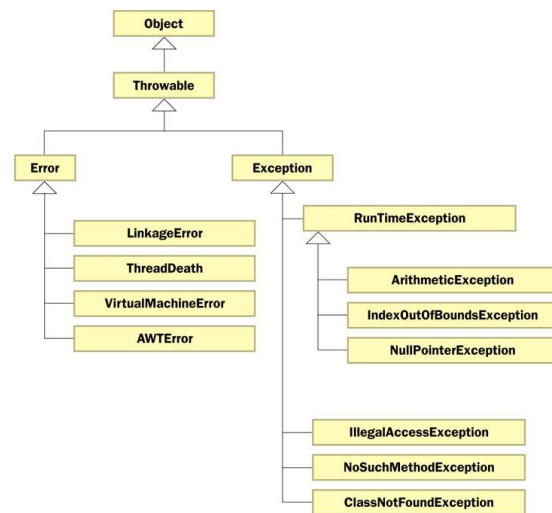 Object
Throwable
Error
Exception
LinkageError
ThreadDeath
VirtualMachineError
AWTError
RunTimeException
ArithmeticException
IndexOutOfBoundsException
NullPointerException
IllegalAccessException
NoSuchMethodException
ClassNotFoundException